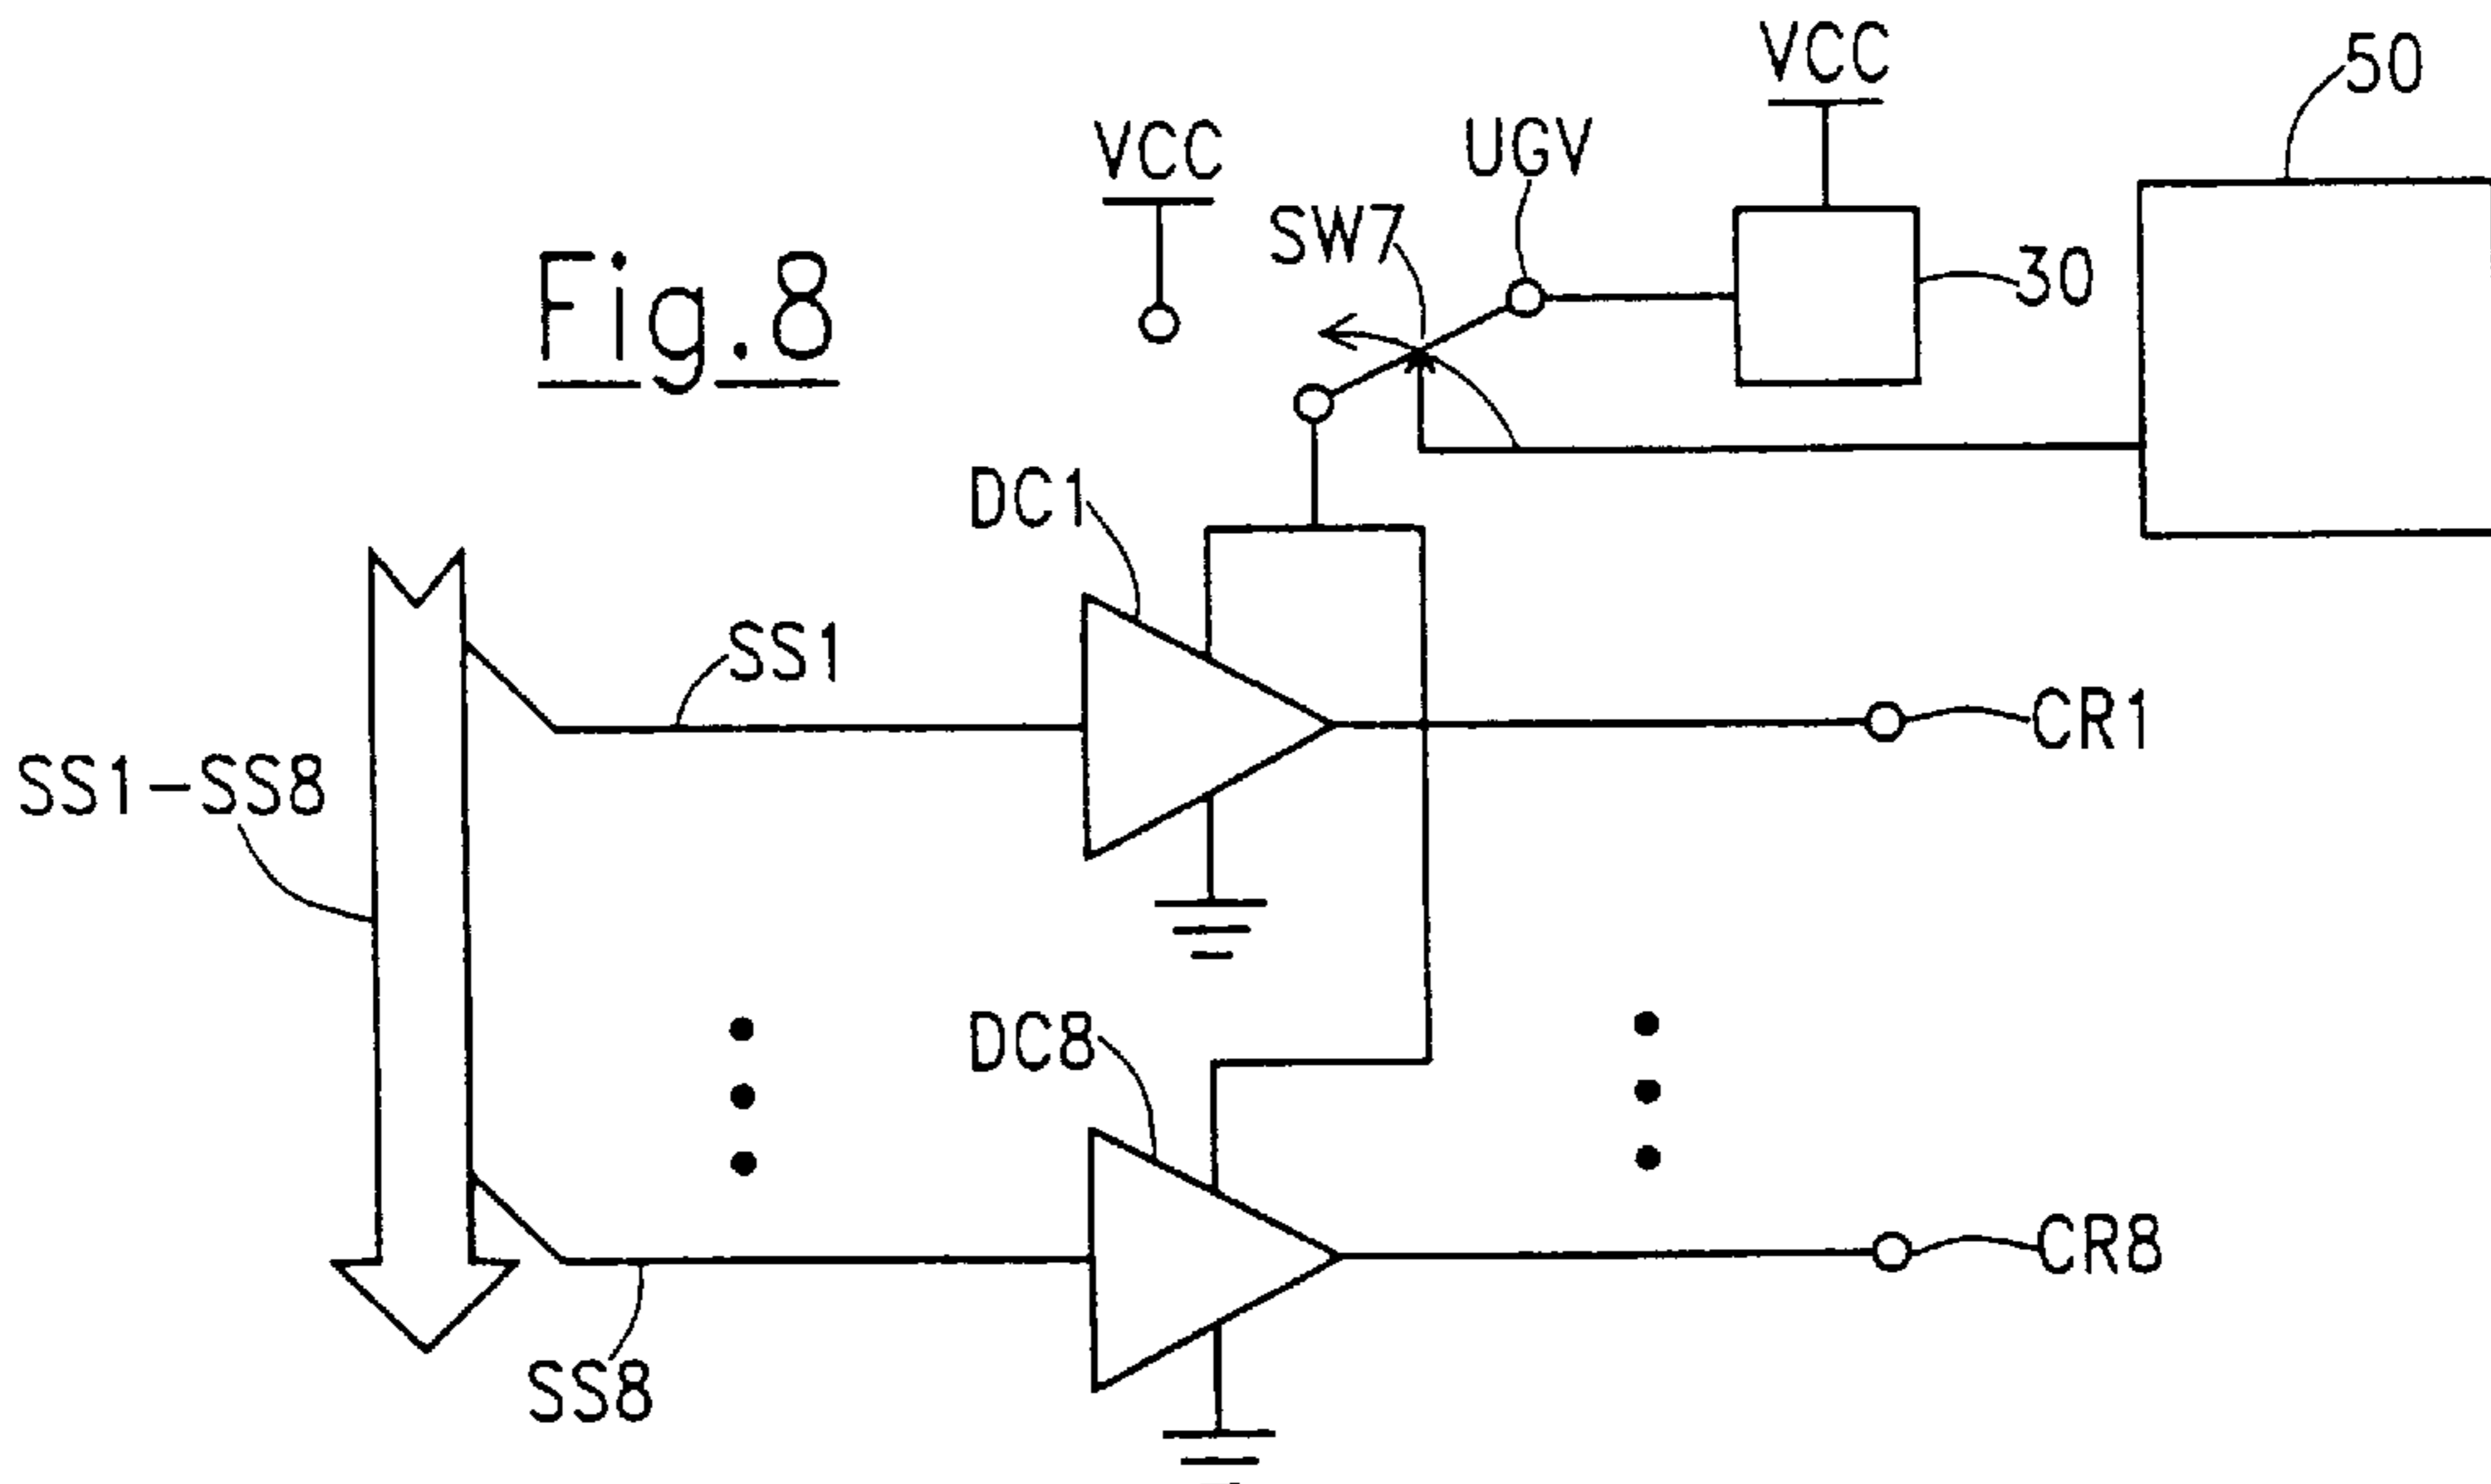 VCC
50
VCC
UGV
SW7
Fig.8
30
DC1
SS1
CR1
SS1-SS8
DC8
CR8
SS8